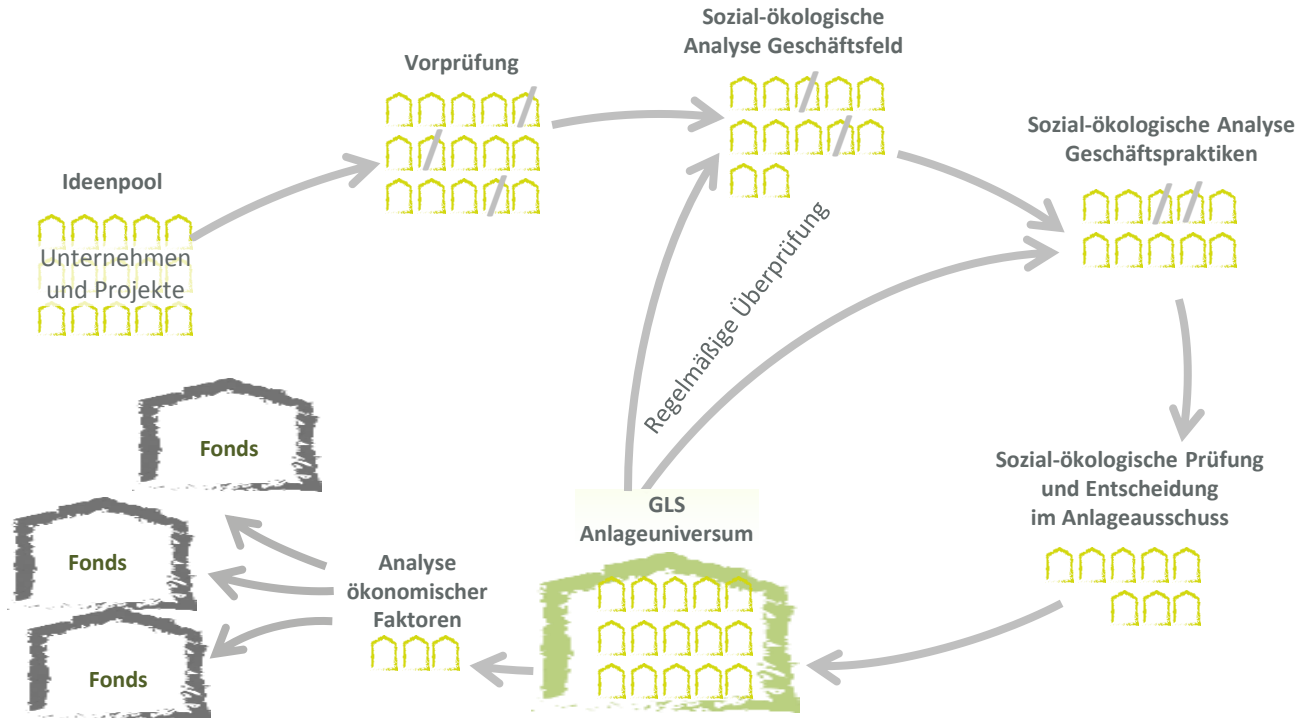 Ideenpool
Unternehmen
und Projekte
Vorprüfung
Sozial-ökologische
Analyse Geschäftsfeld
Sozial-ökologische Analyse
Geschäftspraktiken
Regelmäßige Überprüfung
Sozial-ökologische Prüfung
und Entscheidung
im Anlageausschuss
GLS
Anlageuniversum
Analyse
ökonomischer
Faktoren
Fonds
Fonds
Fonds